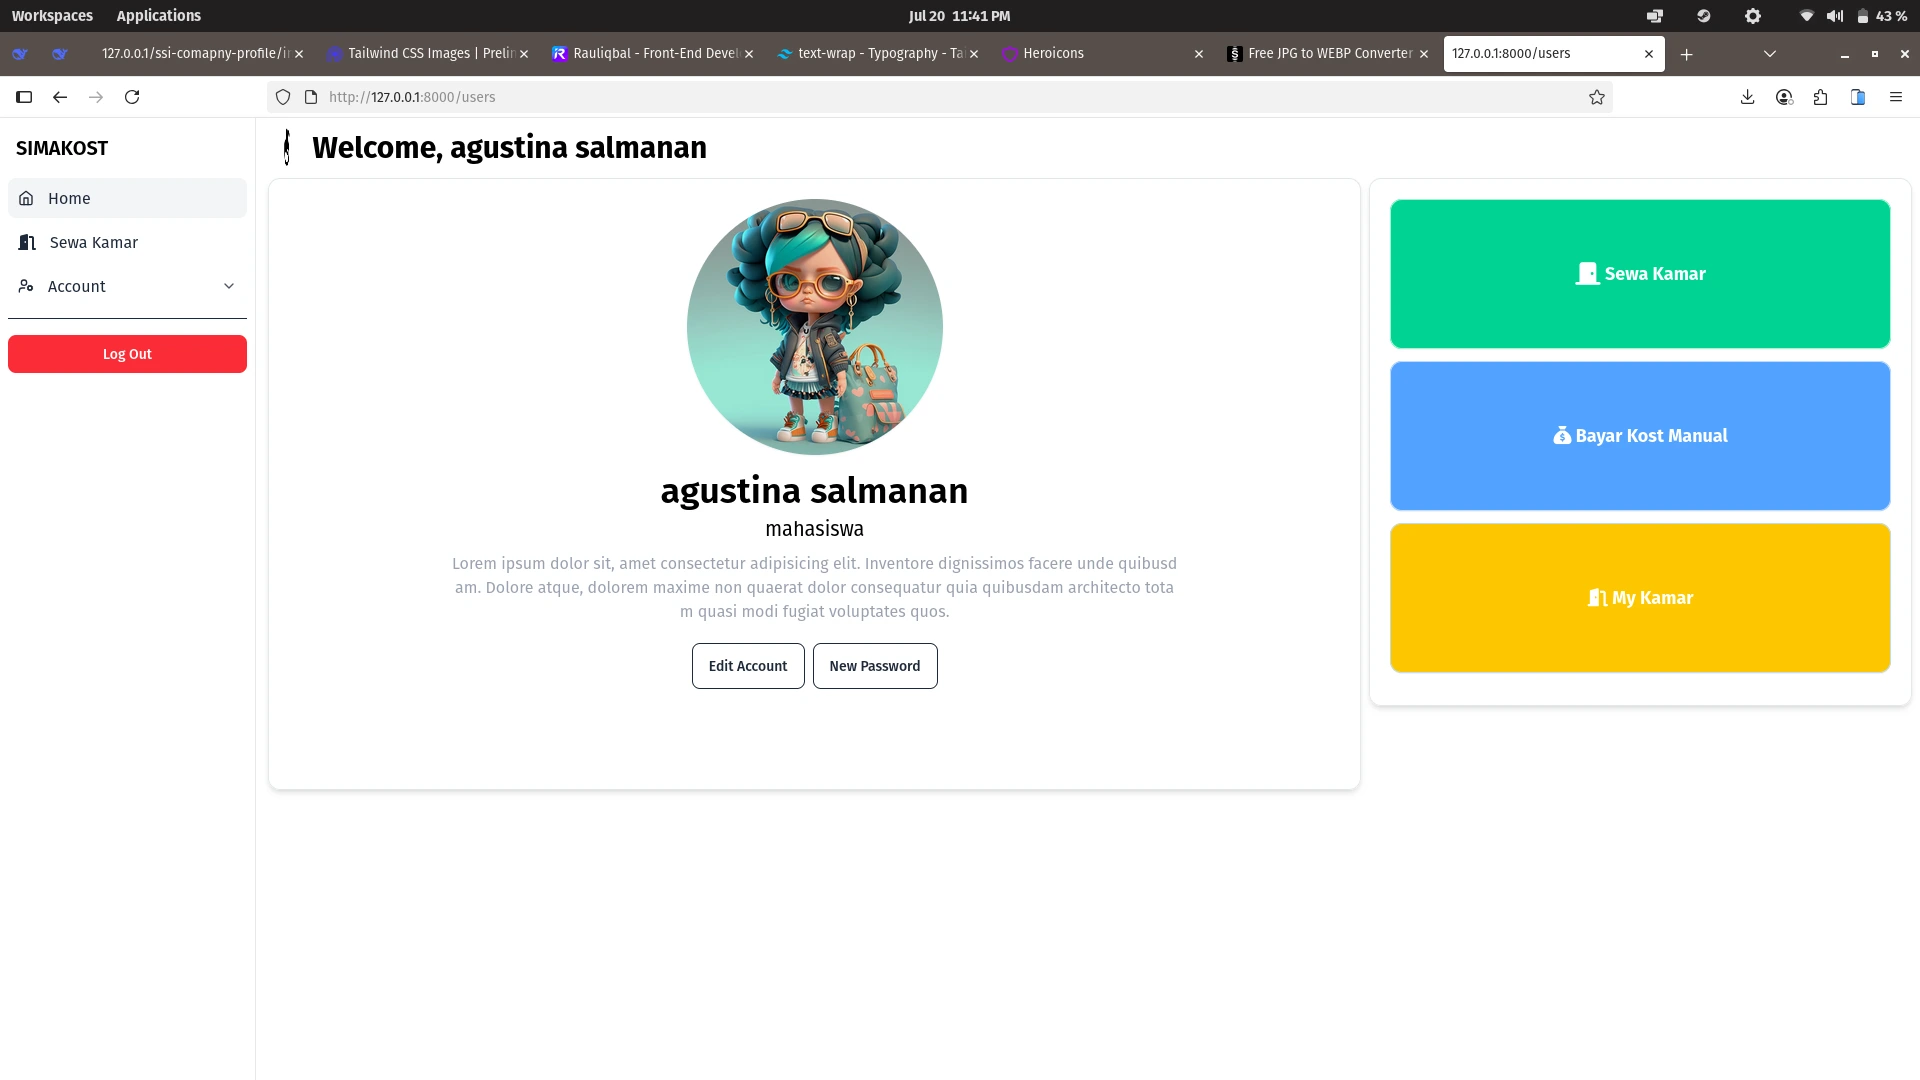 Workspaces Applications Jul 20 11:41 PM 43 %
127.0.0.1/ssi-comapny-profile/ir Tailwind CSS Images | Prelin Rauliqbal - Front-End Devel text-wrap - Typography - Ta Heroicons Free JPG to WEBP Converter 127.0.0.1:8000/users
http://127.0.0.1:8000/users
SIMAKOST
Home
Sewa Kamar
Account
Log Out
Welcome, agustina salmanan
agustina salmanan
mahasiswa
Lorem ipsum dolor sit, amet consectetur adipisicing elit. Inventore dignissimos facere unde quibusd
am. Dolore atque, dolorem maxime non quaerat dolor consequatur quia quibusdam architecto tota
m quasi modi fugiat voluptates quos.
Edit Account New Password
Sewa Kamar
Bayar Kost Manual
My Kamar